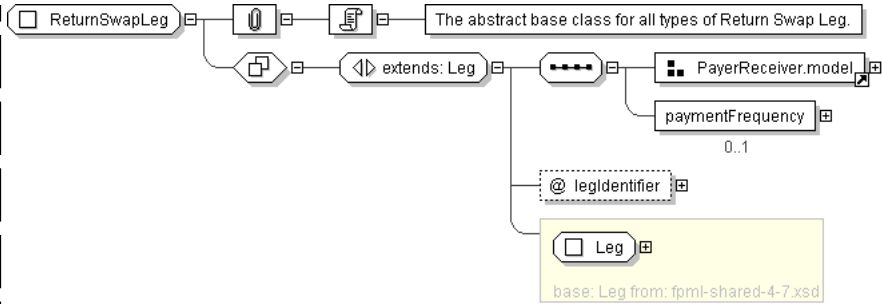 ReturnSwapLeg
The abstract base class for all types of Return Swap Leg.
extends: Leg
PayerReceiver.model
paymentFrequency
0..1
@ legIdentifier
Leg
base: Leg from: fpml-shared-4-7.xsd